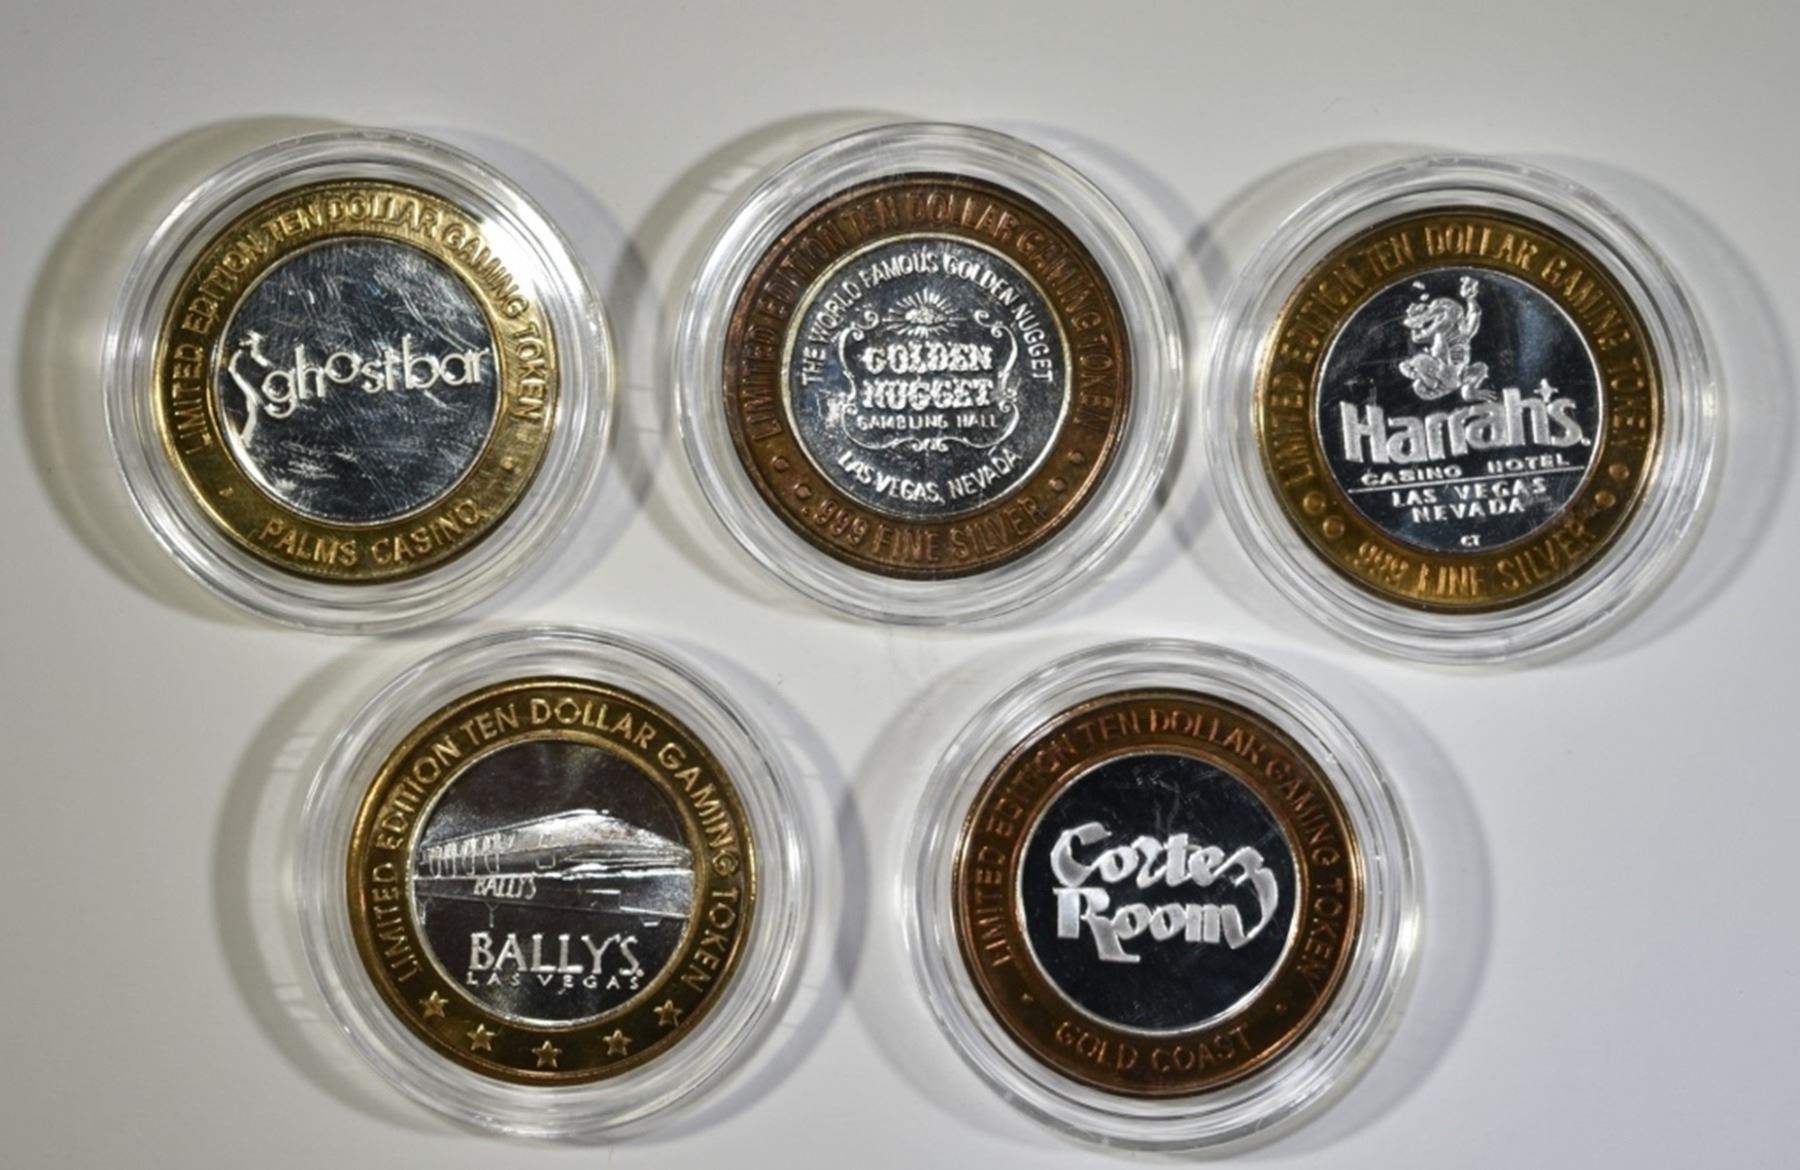 LIMITED EDITION TEN DOLLAR GAMING TOKEN
ghostbar
PALMS CASINO
LIMITED EDITION TEN DOLLAR GAMING TOKEN
THE WORLD FAMOUS GOLDEN NUGGET
GOLDEN
NUGGET
GAMBLING HALL
LAS VEGAS, NEVADA
.999 FINE SILVER
LIMITED EDITION TEN DOLLAR GAMING TOKEN
Harrah's
CASINO HOTEL
LAS VEGAS
NEVADA
CT
.999 FINE SILVER
LIMITED EDITION TEN DOLLAR GAMING TOKEN
BALLY'S
BALLY'S
LAS VEGAS
LIMITED EDITION TEN DOLLAR GAMING TOKEN
Cortez
Room
GOLD COAST